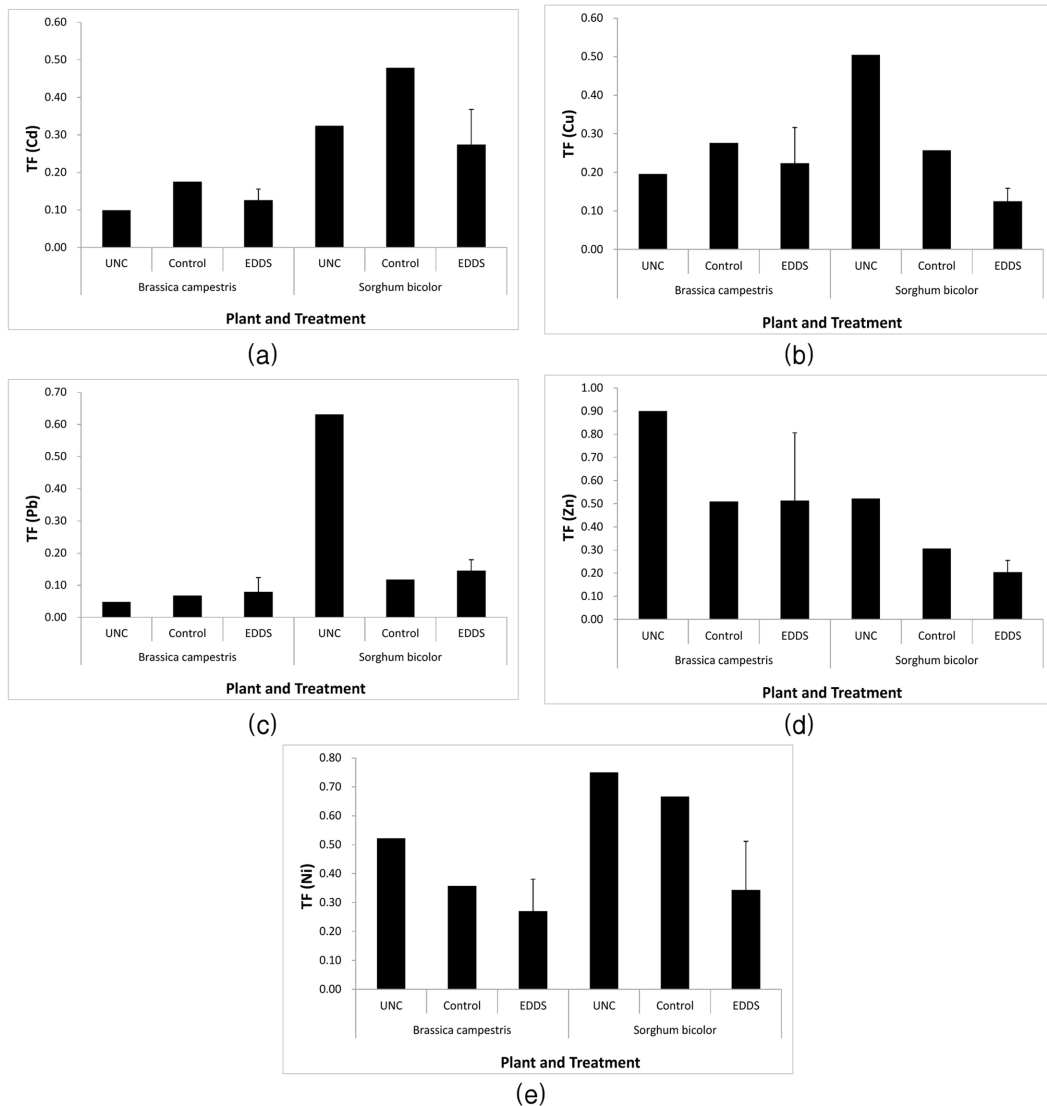 0.60
0.50
0.40
0.30
0.20
0.10
0.00
TF (Cd)
UNC Control EDDS UNC Control EDDS
Brassica campestris Sorghum bicolor
Plant and Treatment
(a)
0.60
0.50
0.40
0.30
0.20
0.10
0.00
TF (Cu)
UNC Control EDDS UNC Control EDDS
Brassica campestris Sorghum bicolor
Plant and Treatment
(b)
0.70
0.60
0.50
0.40
0.30
0.20
0.10
0.00
TF (Pb)
UNC Control EDDS UNC Control EDDS
Brassica campestris Sorghum bicolor
Plant and Treatment
(c)
1.00
0.90
0.80
0.70
0.60
0.50
0.40
0.30
0.20
0.10
0.00
TF (Zn)
UNC Control EDDS UNC Control EDDS
Brassica campestris Sorghum bicolor
Plant and Treatment
(d)
0.80
0.70
0.60
0.50
0.40
0.30
0.20
0.10
0.00
TF (Ni)
UNC Control EDDS UNC Control EDDS
Brassica campestris Sorghum bicolor
Plant and Treatment
(e)